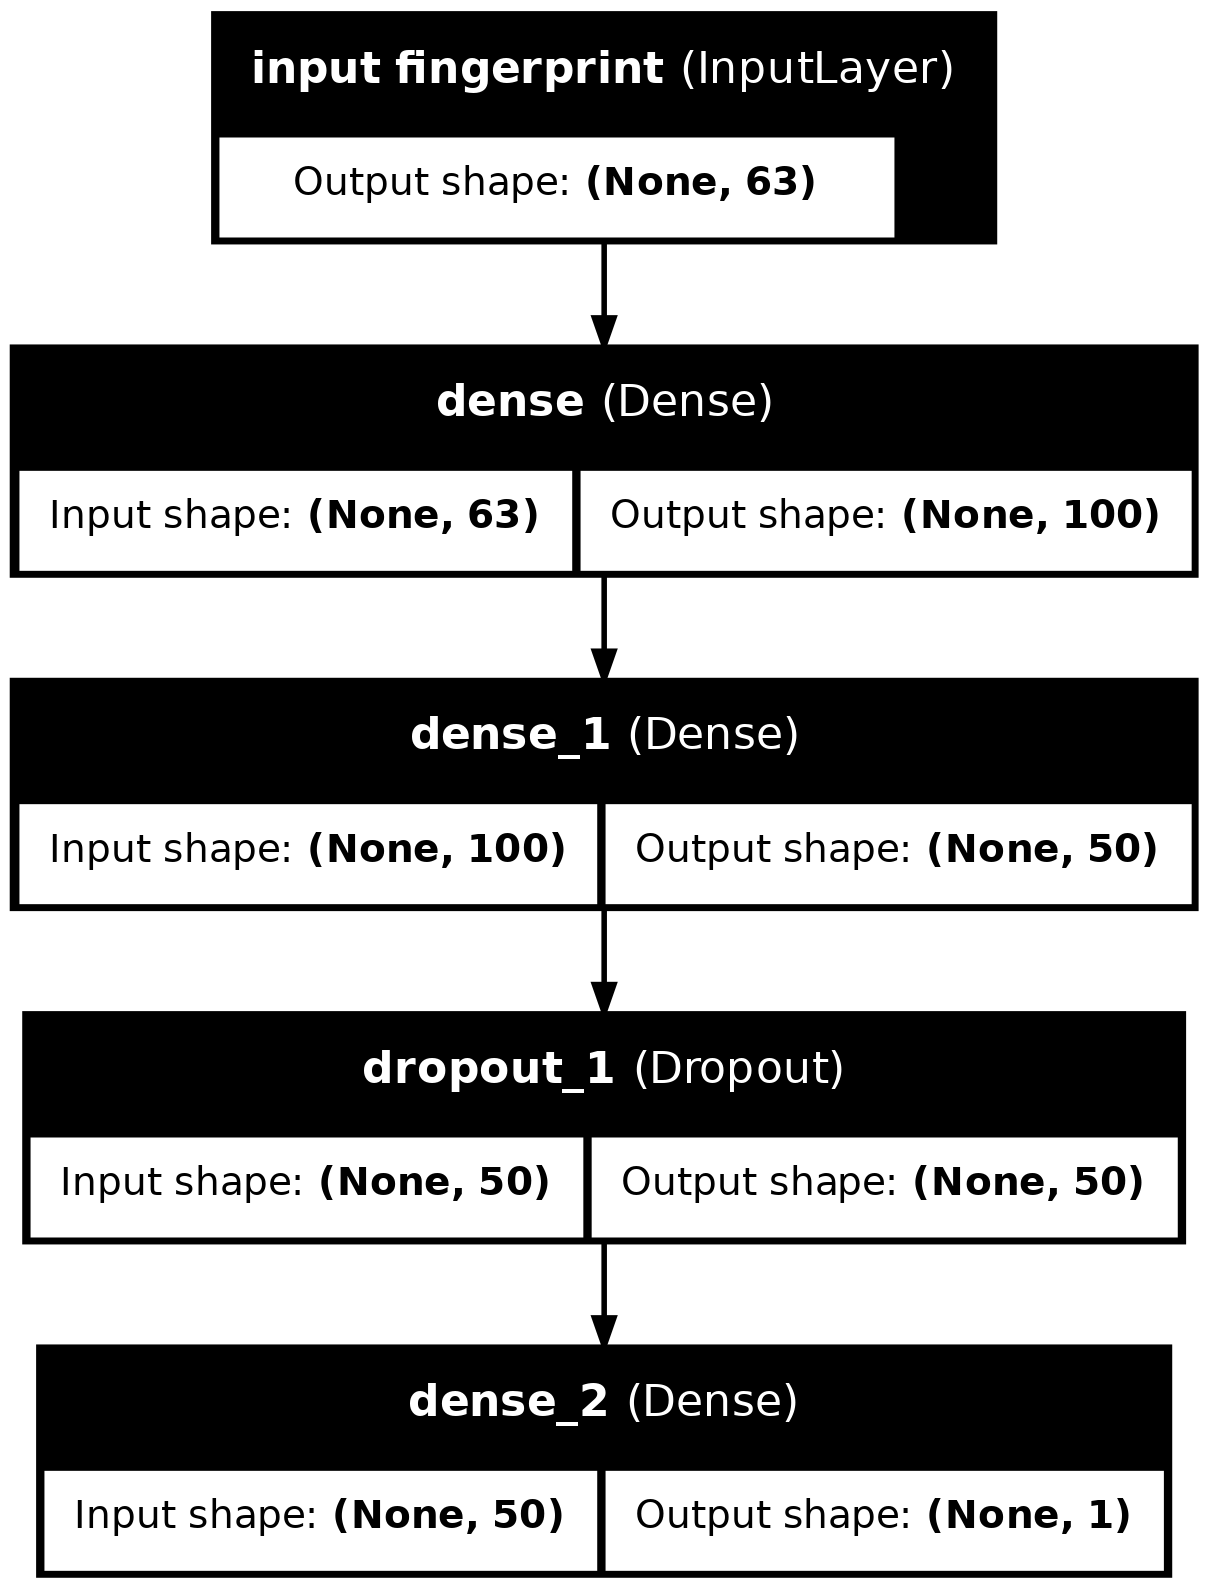 input fingerprint (InputLayer)
Output shape: (None, 63)
dense (Dense)
Input shape: (None, 63) Output shape: (None, 100)
dense_1 (Dense)
Input shape: (None, 100) Output shape: (None, 50)
dropout_1 (Dropout)
Input shape: (None, 50) Output shape: (None, 50)
dense_2 (Dense)
Input shape: (None, 50) Output shape: (None, 1)